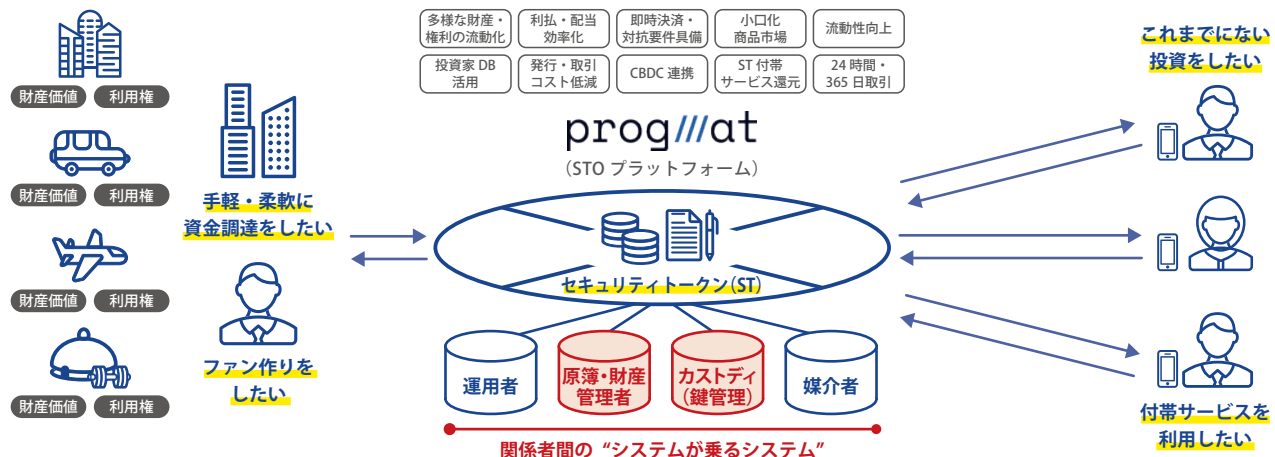 多様な財産・
権利の流動化
利払・配当
効率化
即時決済・
対抗要件具備
小口化
商品市場
流動性向上
投資家 DB
活用
発行・取引
コスト低減
CBDC 連携
ST 付帯
サービス還元
24 時間・
365 日取引
progmat
(STO プラットフォーム)
財産価値 利用権
財産価値 利用権
財産価値 利用権
財産価値 利用権
手軽・柔軟に
資金調達をしたい
ファン作りを
したい
セキュリティトークン(ST)
運用者
原簿・財産
管理者
カストディ
(鍵管理)
媒介者
関係者間の “システムが乗るシステム”
これまでにない
投資をしたい
付帯サービスを
利用したい